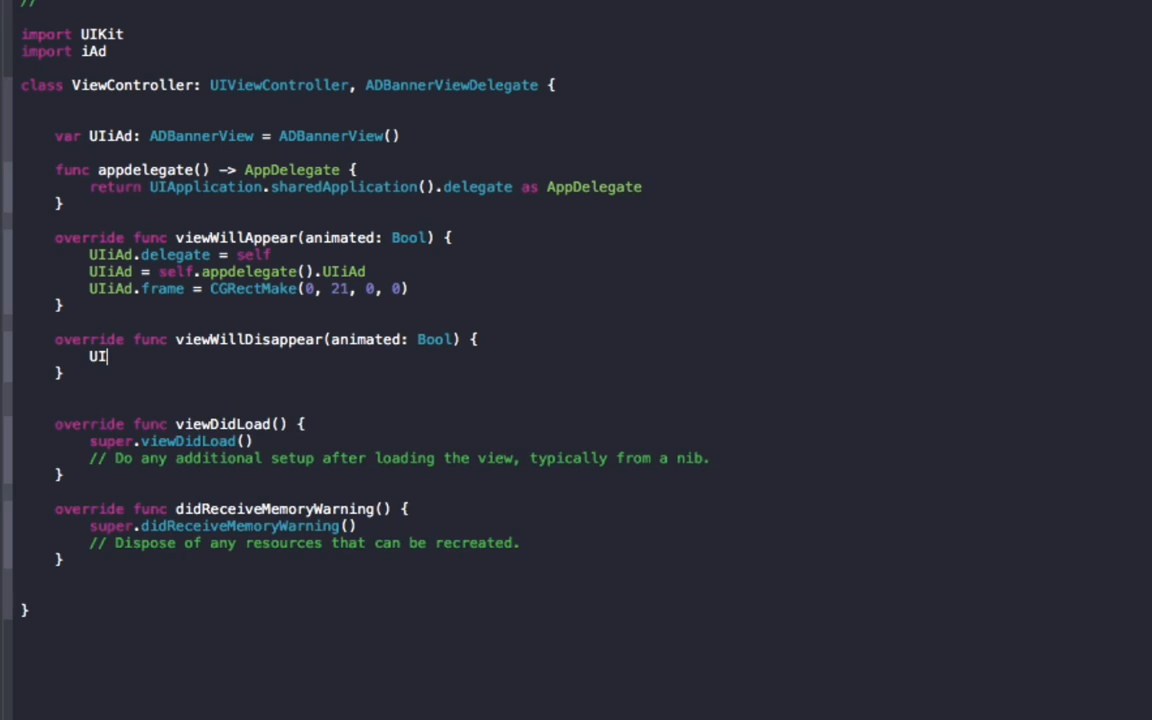 //
import UIKit
import iAd
class ViewController: UIViewController, ADBannerViewDelegate {
var UIiAd: ADBannerView = ADBannerView()
func appdelegate() -> AppDelegate {
return UIApplication.sharedApplication().delegate as AppDelegate
}
override func viewWillAppear(animated: Bool) {
UIiAd.delegate = self
UIiAd = self.appdelegate().UIiAd
UIiAd.frame = CGRectMake(0, 21, 0, 0)
}
override func viewWillDisappear(animated: Bool) {
UI
}
override func viewDidLoad() {
super.viewDidLoad()
// Do any additional setup after loading the view, typically from a nib.
}
override func didReceiveMemoryWarning() {
super.didReceiveMemoryWarning()
// Dispose of any resources that can be recreated.
}
}